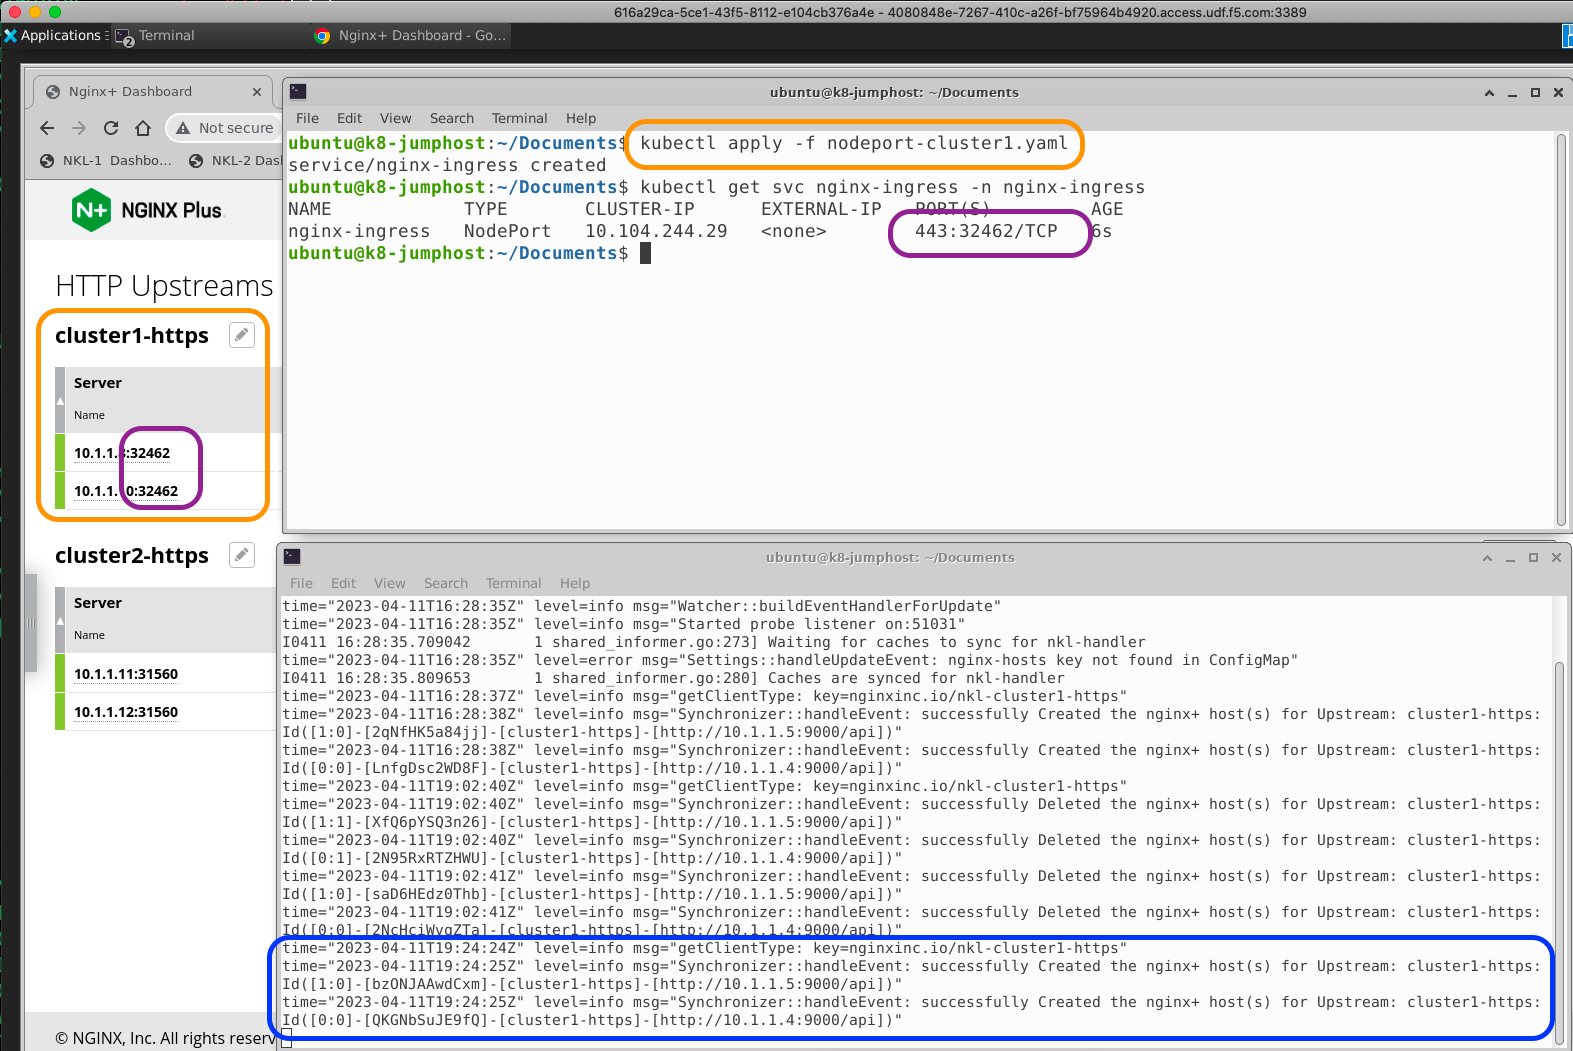 616a29ca-5ce1-43f5-8112-e104cb376a4e - 4080848e-7267-410c-a26f-bf75964b4920.access.udf.f5.com:3389
Applications
2
Terminal
Nginx+ Dashboard - Go...
Nginx+ Dashboard
Not secure
NKL-1 Dashbo...
NKL-2 Das
N+ NGINX Plus
HTTP Upstreams
cluster1-https
Server
Name
:32462
:32462
cluster2-https
Server
Name
10.1.1.11:31560
10.1.1.12:31560
© NGINX, Inc. All rights reserv
ubuntu@k8-jumphost: ~/Documents
File Edit View Search Terminal Help
ubuntu@k8-jumphost:~/Documents$ kubectl apply -f nodeport-cluster1.yaml
service/nginx-ingress created
ubuntu@k8-jumphost:~/Documents$ kubectl get svc nginx-ingress -n nginx-ingress
NAME TYPE CLUSTER-IP EXTERNAL-IP PORT(S) AGE
nginx-ingress NodePort 10.104.244.29 <none> 443:32462/TCP 6s
ubuntu@k8-jumphost:~/Documents$
ubuntu@k8-jumphost: ~/Documents
File Edit View Search Terminal Help
time="2023-04-11T16:28:35Z" level=info msg="Watcher::buildEventHandlerForUpdate"
time="2023-04-11T16:28:35Z" level=info msg="Started probe listener on:51031"
I0411 16:28:35.709042 1 shared_informer.go:273] Waiting for caches to sync for nkl-handler
time="2023-04-11T16:28:35Z" level=error msg="Settings::handleUpdateEvent: nginx-hosts key not found in ConfigMap"
I0411 16:28:35.809653 1 shared_informer.go:280] Caches are synced for nkl-handler
time="2023-04-11T16:28:37Z" level=info msg="getClientType: key=nginxinc.io/nkl-cluster1-https"
time="2023-04-11T16:28:38Z" level=info msg="Synchronizer::handleEvent: successfully Created the nginx+ host(s) for Upstream: cluster1-https:
Id([1:0]-[2qNfHK5a84jj]-[cluster1-https]-[http://10.1.1.5:9000/api])"
time="2023-04-11T16:28:38Z" level=info msg="Synchronizer::handleEvent: successfully Created the nginx+ host(s) for Upstream: cluster1-https:
Id([0:0]-[LnfgDsc2WD8F]-[cluster1-https]-[http://10.1.1.4:9000/api])"
time="2023-04-11T19:02:40Z" level=info msg="getClientType: key=nginxinc.io/nkl-cluster1-https"
time="2023-04-11T19:02:40Z" level=info msg="Synchronizer::handleEvent: successfully Deleted the nginx+ host(s) for Upstream: cluster1-https:
Id([1:1]-[XfQ6pYSQ3n26]-[cluster1-https]-[http://10.1.1.5:9000/api])"
time="2023-04-11T19:02:40Z" level=info msg="Synchronizer::handleEvent: successfully Deleted the nginx+ host(s) for Upstream: cluster1-https:
Id([0:1]-[2N95RxRTZHWU]-[cluster1-https]-[http://10.1.1.4:9000/api])"
time="2023-04-11T19:02:41Z" level=info msg="Synchronizer::handleEvent: successfully Deleted the nginx+ host(s) for Upstream: cluster1-https:
Id([1:0]-[saD6HEdz0Thb]-[cluster1-https]-[http://10.1.1.5:9000/api])"
time="2023-04-11T19:02:41Z" level=info msg="Synchronizer::handleEvent: successfully Deleted the nginx+ host(s) for Upstream: cluster1-https:
-[cluster1-https]-[http://10.1.1.4:9000/api])"
time="2023-04-11T19:24:24Z" level=info msg="getClientType: key=nginxinc.io/nkl-cluster1-https"
time="2023-04-11T19:24:25Z" level=info msg="Synchronizer::handleEvent: successfully Created the nginx+ host(s) for Upstream: cluster1-https:
Id([1:0]-[bzONJAAwdCxm]-[cluster1-https]-[http://10.1.1.5:9000/api])"
time="2023-04-11T19:24:25Z" level=info msg="Synchronizer::handleEvent: successfully Created the nginx+ host(s) for Upstream: cluster1-https:
Id([0:0]-[QKGNbSuJE9fQ]-[cluster1-https]-[http://10.1.1.4:9000/api])"